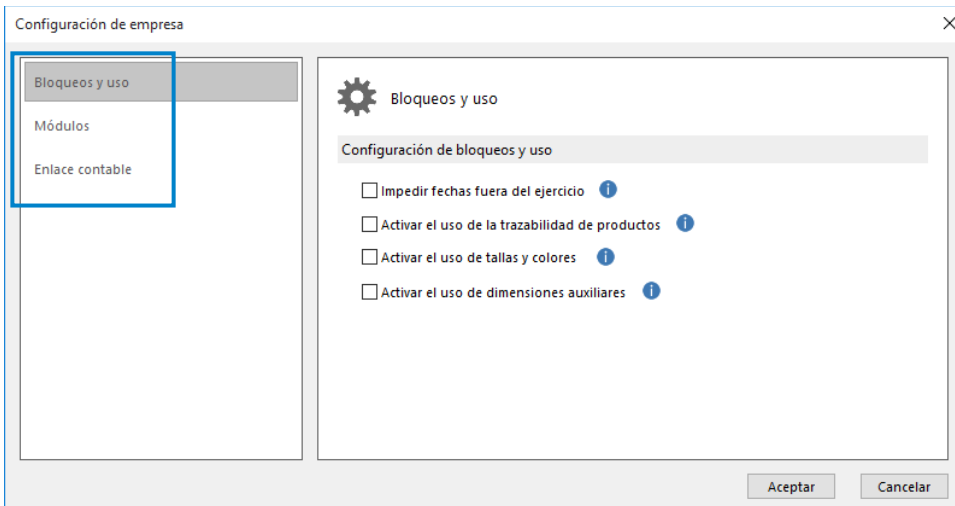 Configuración de empresa
Bloqueos y uso
Módulos
Enlace contable
Bloqueos y uso
Configuración de bloqueos y uso
Impedir fechas fuera del ejercicio
Activar el uso de la trazabilidad de productos
Activar el uso de tallas y colores
Activar el uso de dimensiones auxiliares
Aceptar Cancelar